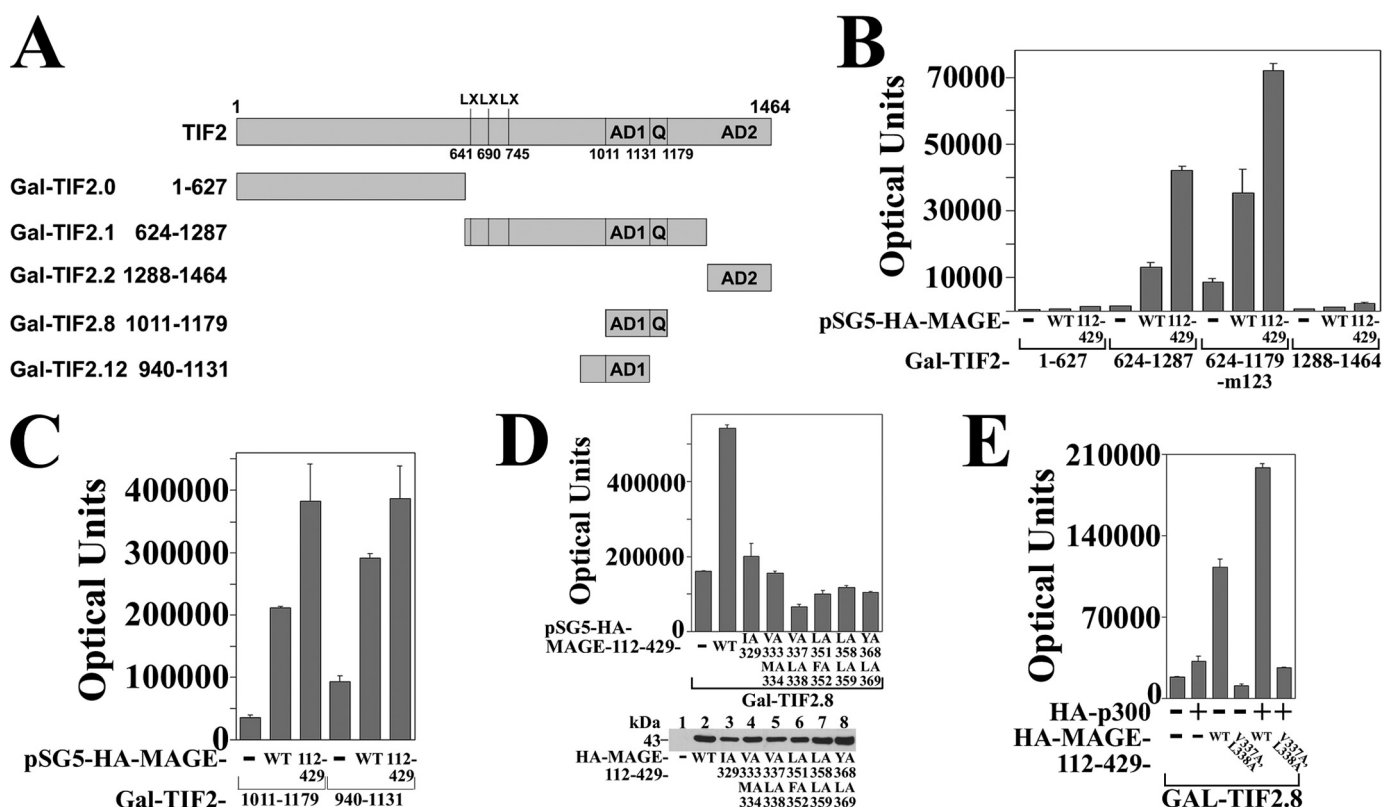 A
LX LX LX
1 1464
TIF2 AD1 Q AD2
641 690 745 1011 1131 1179
Gal-TIF2.0 1-627
Gal-TIF2.1 624-1287 AD1 Q
Gal-TIF2.2 1288-1464 AD2
Gal-TIF2.8 1011-1179 AD1 Q
Gal-TIF2.12 940-1131 AD1
B
Optical Units
70000
50000
30000
10000
pSG5-HA-MAGE- - WT 112- - WT 112- - WT 112- - WT 112-
429 429 429 429
Gal-TIF2- 1-627 624-1287 624-1179 1288-1464
-m123
C
Optical Units
400000
300000
200000
100000
0
pSG5-HA-MAGE- - WT 112- - WT 112-
429 429
Gal-TIF2- 1011-1179 940-1131
D
Optical Units
400000
200000
0
pSG5-HA-
MAGE-112-429- - WT IA VA VA LA LA YA
329 333 337 351 358 368
MA LA FA LA LA
334 338 352 359 369
Gal-TIF2.8
kDa 1 2 3 4 5 6 7 8
43-
HA-MAGE- - WT IA VA VA LA LA YA
112-429- 329 333 337 351 358 368
MA LA FA LA LA
334 338 352 359 369
E
Optical Units
210000
140000
70000
0
HA-p300 - + - - + +
HA-MAGE- - - WT V337A, WT V337A,
112-429- L338A L338A
GAL-TIF2.8